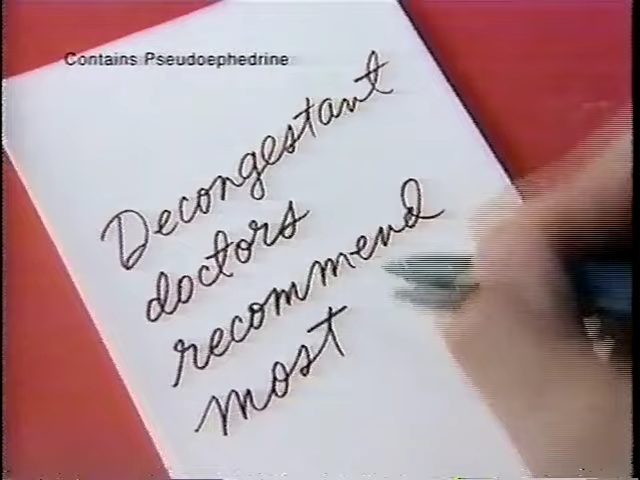 Contains Pseudoephedrine
Decongestant
doctors
recommend
most